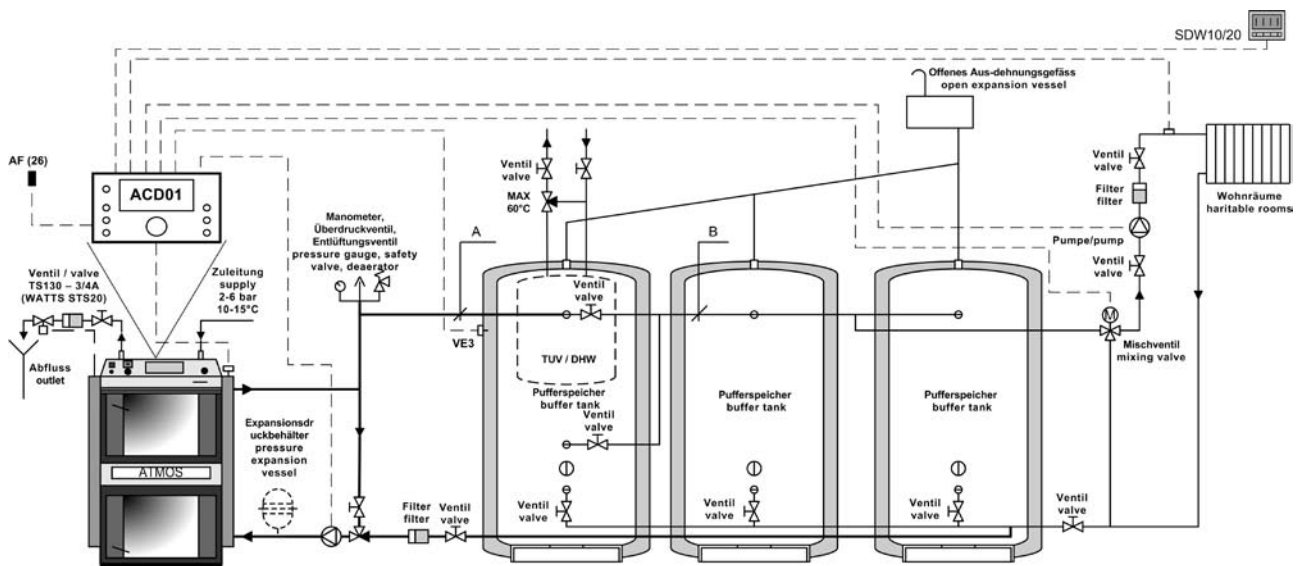 SDW10/20
Offenes Aus-dehnungsgefäss
open expansion vessel
AF (26)
ACD01
Ventil
valve
MAX
60°C
Ventil
valve
Filter
filter
Wohnräume
haritable rooms
Manometer,
Überdruckventil,
Entlüftungsventil
pressure gauge, safety
valve, deaerator
A
B
Pumpe/pump
Ventil
valve
Ventil / valve
TS130 – 3/4A
(WATTS STS20)
Zuleitung
supply
2-6 bar
10-15°C
Ventil
valve
M
VE3
Mischventil
mixing valve
Abfluss
outlet
TUV / DHW
Pufferspeicher
buffer tank
Pufferspeicher
buffer tank
Pufferspeicher
buffer tank
Ventil
valve
Expansionsdr
uckbehälter
pressure
expansion
vessel
ATMOS
Filter
filter
Ventil
valve
Ventil
valve
Ventil
valve
Ventil
valve
Ventil
valve